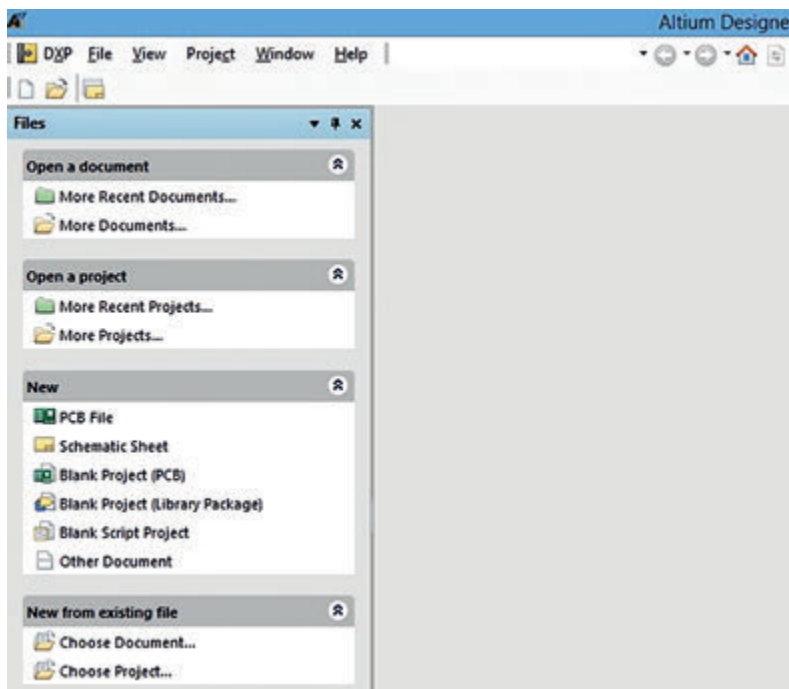 Altium Designe
DXP File View Project Window Help
Files
Open a document
More Recent Documents...
More Documents...
Open a project
More Recent Projects...
More Projects...
New
PCB File
Schematic Sheet
Blank Project (PCB)
Blank Project (Library Package)
Blank Script Project
Other Document
New from existing file
Choose Document...
Choose Project...